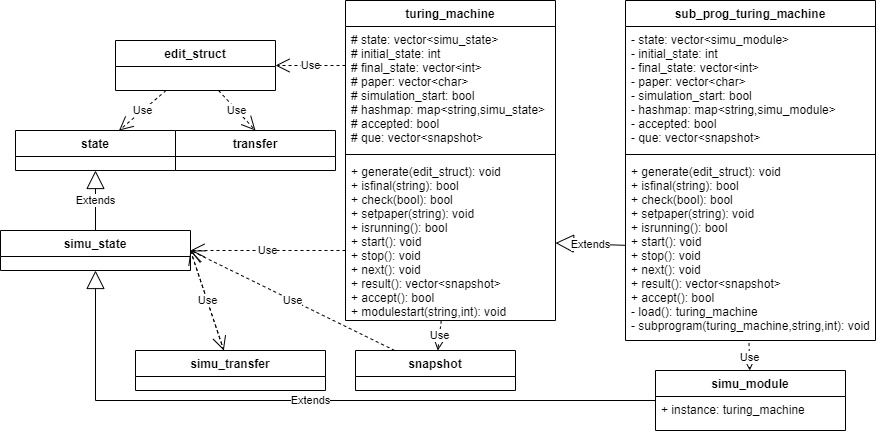 turing_machine
# state: vector<simu_state>
# initial_state: int
# final_state: vector<int>
# paper: vector<char>
# simulation_start: bool
# hashmap: map<string,simu_state>
# accepted: bool
# que: vector<snapshot>
+ generate(edit_struct): void
+ isfinal(string): bool
+ check(bool): bool
+ setpaper(string): void
+ isrunning(): bool
+ start(): void
+ stop(): void
+ next(): void
+ result(): vector<snapshot>
+ accept(): bool
+ modulestart(string,int): void
sub_prog_turing_machine
- state: vector<simu_module>
- initial_state: int
- final_state: vector<int>
- paper: vector<char>
- simulation_start: bool
- hashmap: map<string,simu_module>
- accepted: bool
- que: vector<snapshot>
+ generate(edit_struct): void
+ isfinal(string): bool
+ check(bool): bool
+ setpaper(string): void
+ isrunning(): bool
+ start(): void
+ stop(): void
+ next(): void
+ result(): vector<snapshot>
+ accept(): bool
- load(): turing_machine
- subprogram(turing_machine,string,int): void
edit_struct
Use
Use
Use
state
transfer
Extends
simu_state
Use
Extends
Use
Use
Use
simu_transfer
snapshot
Use
simu_module
+ instance: turing_machine
Extends